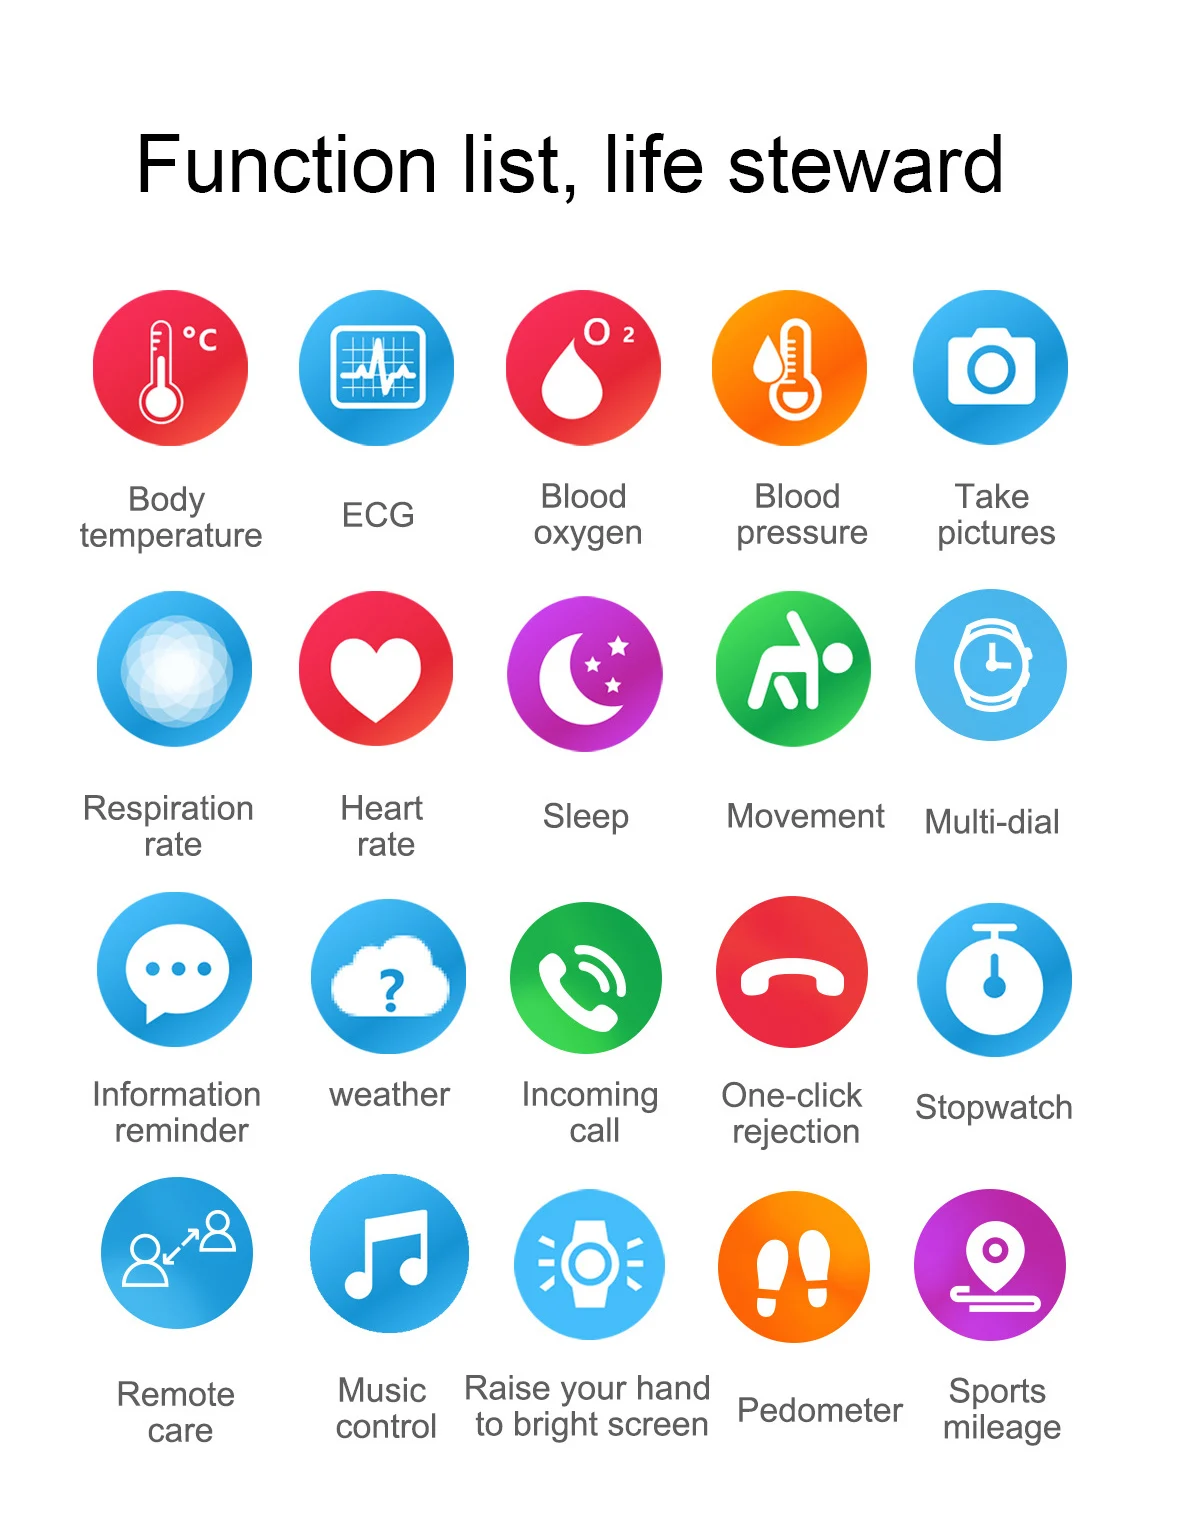 Function list, life steward
°C
O 2
Body
temperature
ECG
Blood
oxygen
Blood
pressure
Take
pictures
Respiration
rate
Heart
rate
Sleep
Movement
Multi-dial
?
Information
reminder
weather
Incoming
call
One-click
rejection
Stopwatch
Remote
care
Music
control
Raise your hand
to bright screen
Pedometer
Sports
mileage